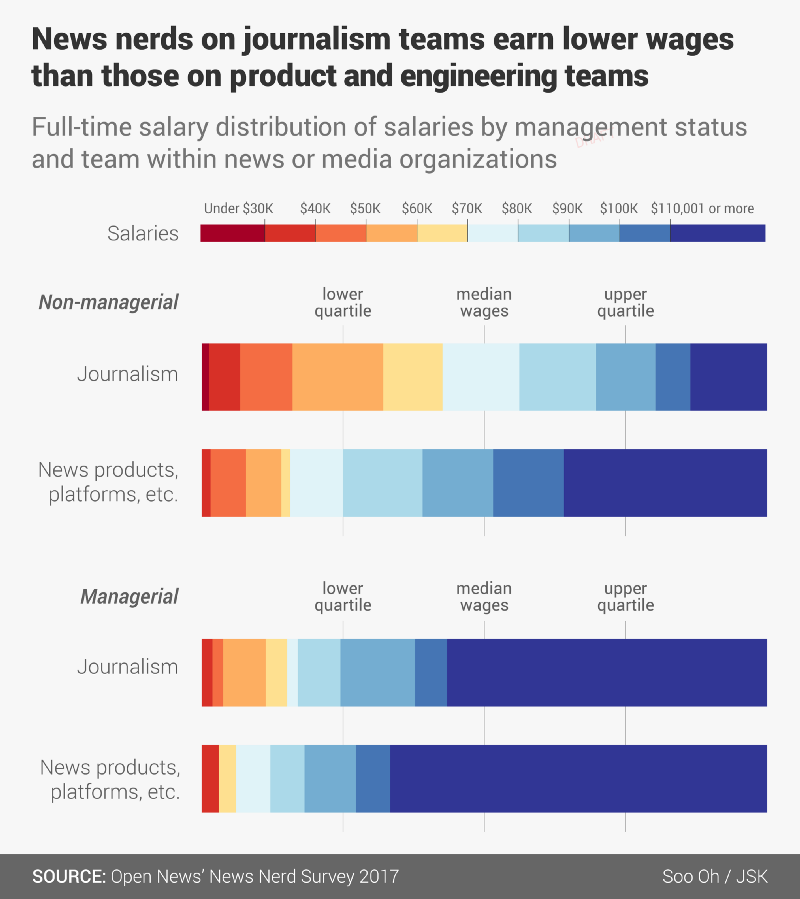 News nerds on journalism teams earn lower wages
than those on product and engineering teams
Full-time salary distribution of salaries by management status
and team within news or media organizations
Under $30K $40K $50K $60K $70K $80K $90K $100K $110,001 or more
Salaries
Non-managerial
lower
quartile
median
wages
upper
quartile
Journalism
News products,
platforms, etc.
Managerial
lower
quartile
median
wages
upper
quartile
Journalism
News products,
platforms, etc.
SOURCE: Open News’ News Nerd Survey 2017
Soo Oh / JSK